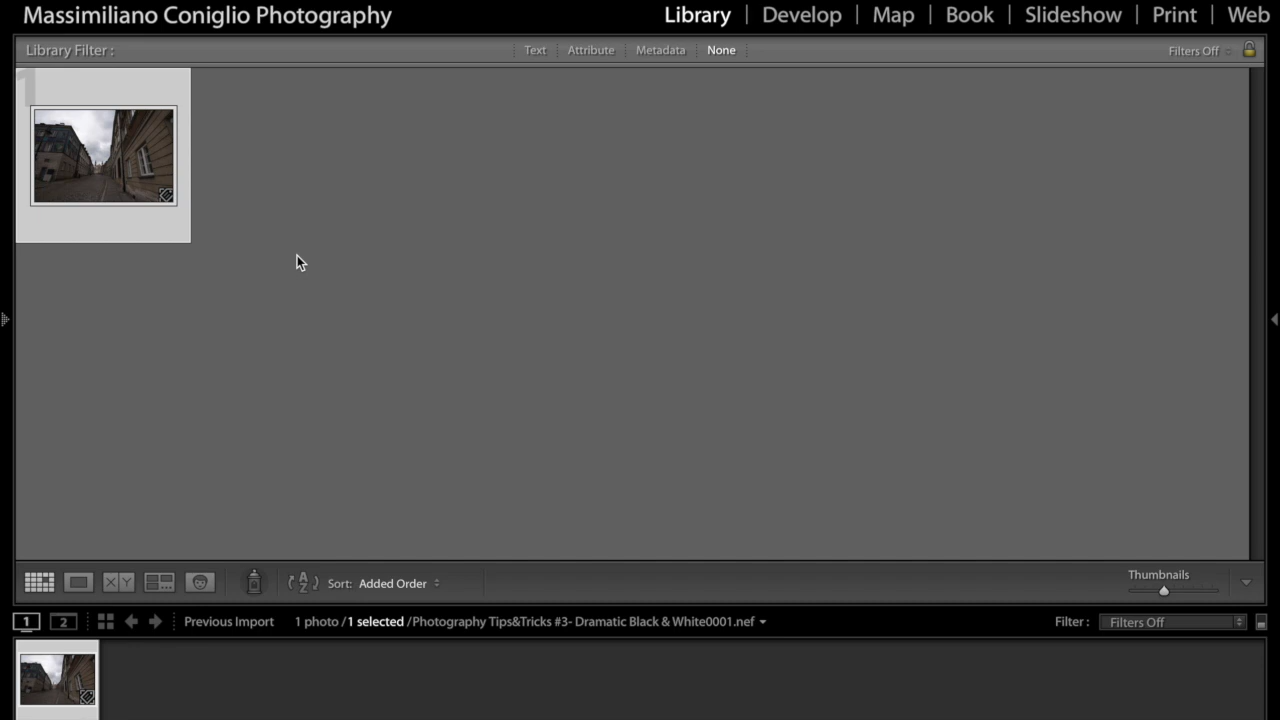 Massimiliano Coniglio Photography
Library | Develop | Map | Book | Slideshow | Print | Web
Library Filter : Text Attribute Metadata None Filters Off
1
Sort: Added Order Thumbnails
1 2 Previous Import 1 photo / 1 selected / Photography Tips&Tricks #3- Dramatic Black & White0001.nef Filter : Filters Off